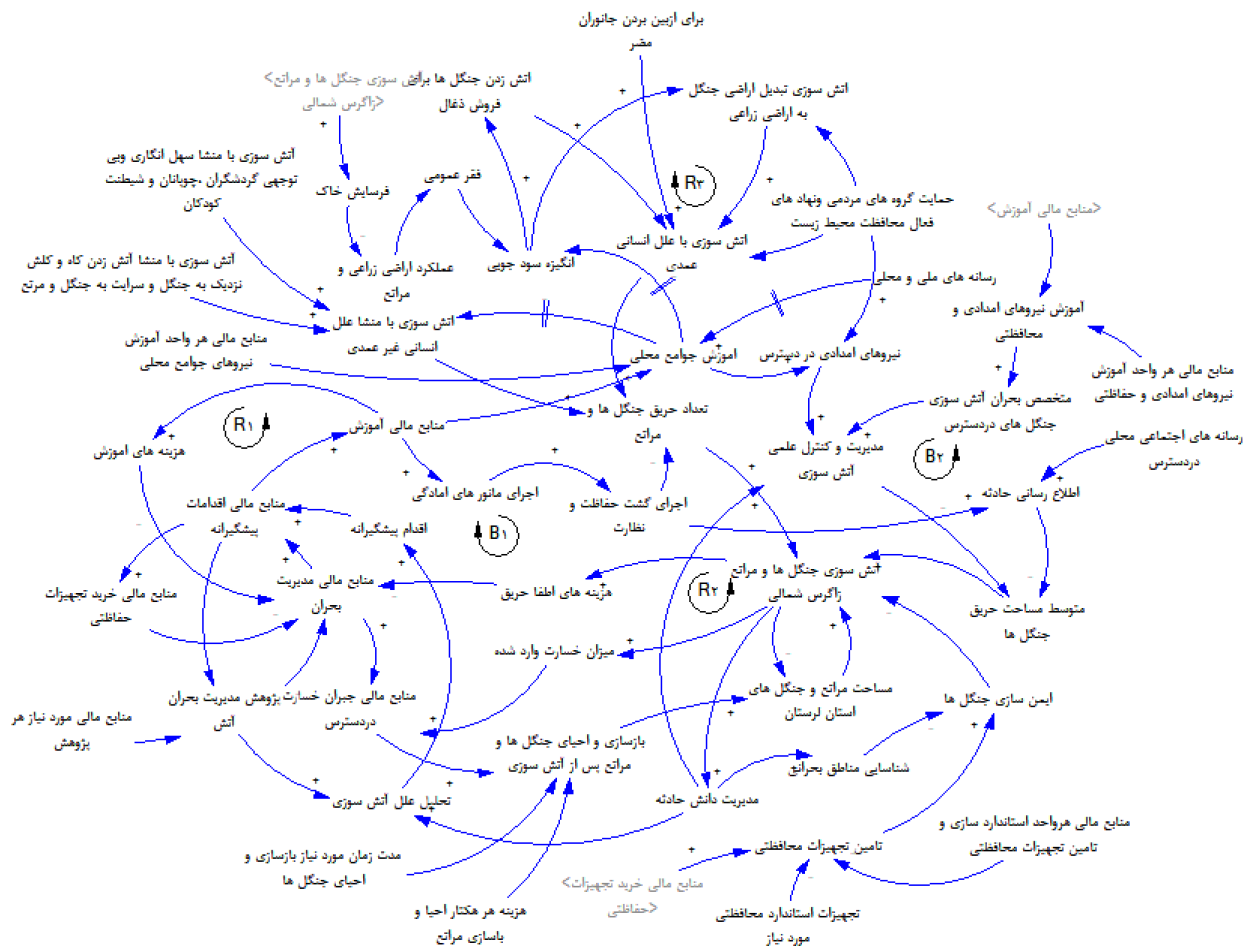 برای ازبین بردن جانوران
مضر
آتش سوزی تبدیل اراضی جنگل
به اراضی زراعی
اتش زدن جنگل ها برای
فروش ذغال
سوزی جنگل ها و مراتع>
<زاگرس شمالی
آتش سوزی با منشا سهل انگاری وبی
توجهی گردشگران ،چوپانان و شیطنت
کودکان
فرسایش خاک
فقر عمومی
R۳
حمایت گروه های مردمی ونهاد های
فعال محافظت محیط زیست
<منابع مالی آموزش>
اتش سوزی با علل انسانی
عمدی
انگیزه سود جویی
عملکرد اراضی زراعی و
مراتع
آتش سوزی با منشا آتش زدن کاه و کلش
نزدیک به جنگل و سرایت به جنگل و مرتع
رسانه های ملی و محلی
آموزش نیروهای امدادی و
محافظتی
اتش سوزی با منشا علل
انسانی غیر عمدی
منابع مالی هر واحد آموزش
نیروهای جوامع محلی
اموزش جوامع محلی
نیروهای امدادی در دسترس
منابع مالی هر واحد آموزش
نیروهای امدادی و حفاظتی
متخصص بحران آتش سوزی
جنگل های دردسترس
تعداد حریق جنگل ها و
مراتع
منابع مالی آموزش
R۱
هزینه های اموزش
مدیریت و کنترل علمی
آتش سوزی
B۲
رسانه های اجتماعی محلی
دردسترس
اطلاع رسانی حادثه
اجرای مانور های امادگی
اجرای گشت حفاظت و
نظارت
منابع مالی اقدامات
پیشگیرانه
اقدام پیشگیرانه
B۱
منابع مالی خرید تجهیزات
حفاظتی
منابع مالی مدیریت
بحران
هزینه های اطفا حریق
R۲
آتش سوزی جنگل ها و مراتع
زاگرس شمالی
متوسط مساحت حریق
جنگل ها
میزان خسارت وارد شده
مساحت مراتع و جنگل های
استان لرستان
ایمن سازی جنگل ها
پژوهش مدیریت بحران
آتش
منابع مالی جبران خسارت
دردسترس
منابع مالی مورد نیاز هر
پژوهش
بازسازی و احیای جنگل ها و
مراتع پس از آتش سوزی
شناسایی مناطق بحرانی
مدیریت دانش حادثه
تحلیل علل آتش سوزی
منابع مالی هرواحد استاندارد سازی و
تامین تجهیزات محافظتی
تامین تجهیزات محافظتی
مدت زمان مورد نیاز بازسازی و
احیای جنگل ها
<منابع مالی خرید تجهیزات
حفاظتی>
هزینه هر هکتار احیا و
باسازی مراتع
تجهیزات استاندارد محافظتی
مورد نیاز